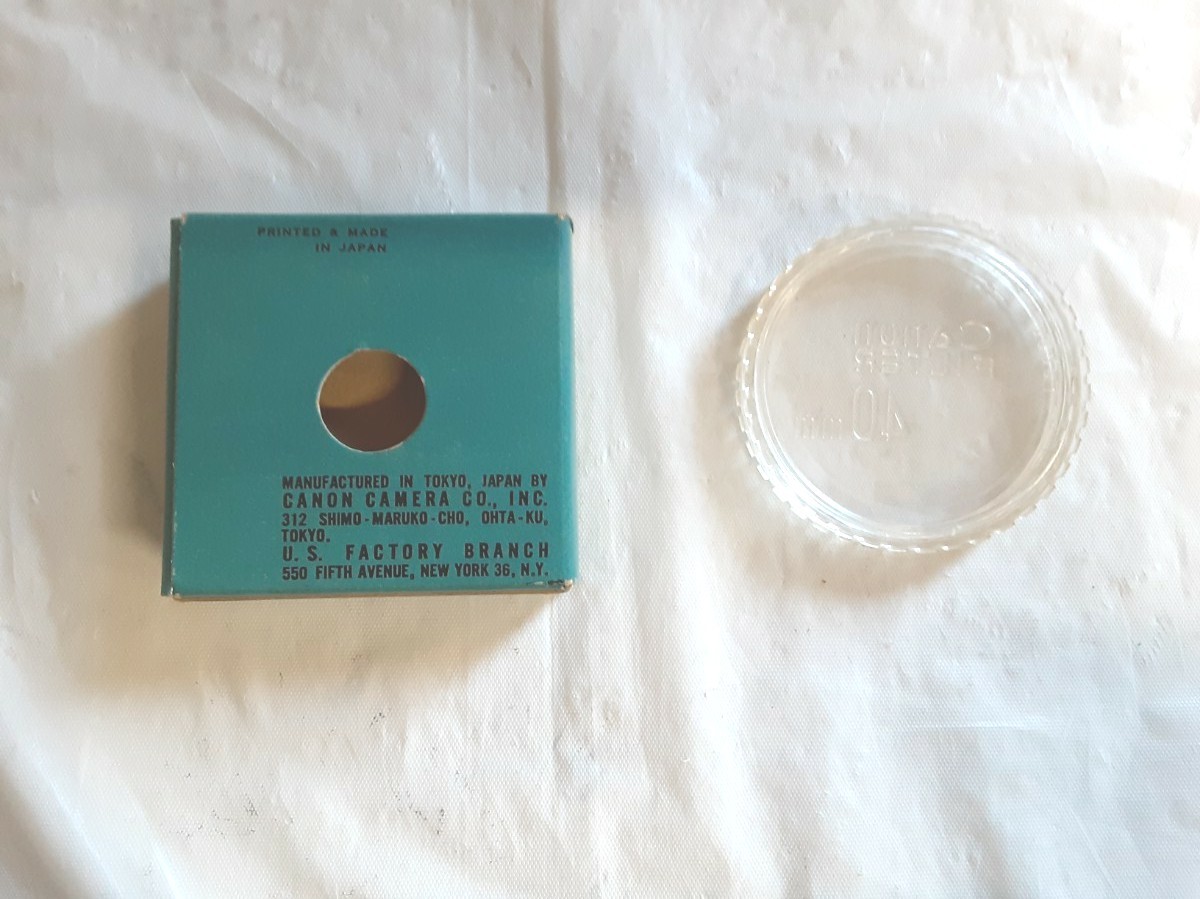 PRINTED & MADE
IN JAPAN
MANUFACTURED IN TOKYO, JAPAN BY
CANON CAMERA CO., INC.
312 SHIMO-MARUKO-CHO, OHTA-KU,
TOKYO.
U.S. FACTORY BRANCH
550 FIFTH AVENUE, NEW YORK 36, N.Y.
Canon
FILTER
40mm